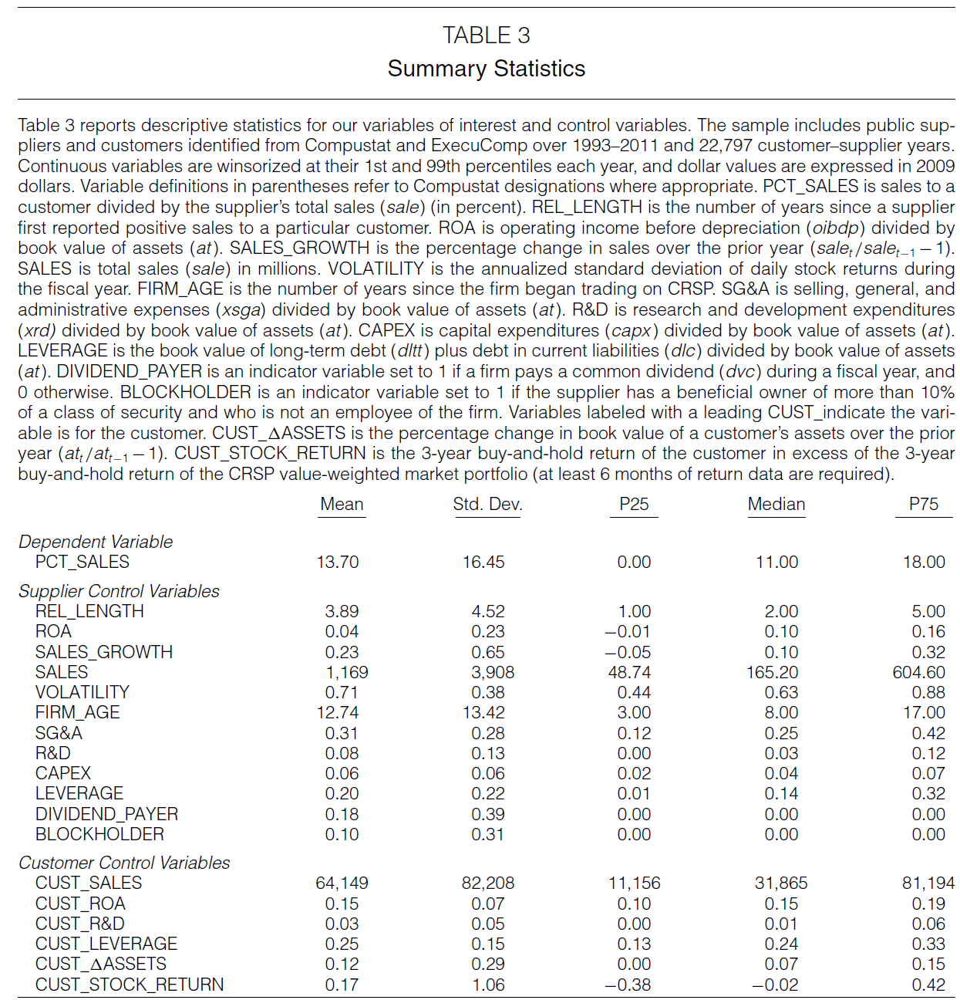 TABLE 3
Summary Statistics
Table 3 reports descriptive statistics for our variables of interest and control variables. The sample includes public sup-
pliers and customers identified from Compustat and ExecuComp over 1993–2011 and 22,797 customer–supplier years.
Continuous variables are winsorized at their 1st and 99th percentiles each year, and dollar values are expressed in 2009
dollars. Variable definitions in parentheses refer to Compustat designations where appropriate. PCT_SALES is sales to a
customer divided by the supplier's total sales (sale) (in percent). REL_LENGTH is the number of years since a supplier
first reported positive sales to a particular customer. ROA is operating income before depreciation (oibdp) divided by
book value of assets (at). SALES_GROWTH is the percentage change in sales over the prior year (sale_t/sale_{t−1} − 1).
SALES is total sales (sale) in millions. VOLATILITY is the annualized standard deviation of daily stock returns during
the fiscal year. FIRM_AGE is the number of years since the firm began trading on CRSP. SG&A is selling, general, and
administrative expenses (xsga) divided by book value of assets (at). R&D is research and development expenditures
(xrd) divided by book value of assets (at). CAPEX is capital expenditures (capx) divided by book value of assets (at).
LEVERAGE is the book value of long-term debt (dltt) plus debt in current liabilities (dlc) divided by book value of assets
(at). DIVIDEND_PAYER is an indicator variable set to 1 if a firm pays a common dividend (dvc) during a fiscal year, and
0 otherwise. BLOCKHOLDER is an indicator variable set to 1 if the supplier has a beneficial owner of more than 10%
of a class of security and who is not an employee of the firm. Variables labeled with a leading CUST_indicate the vari-
able is for the customer. CUST_ΔASSETS is the percentage change in book value of a customer's assets over the prior
year (at_t/at_{t−1} − 1). CUST_STOCK_RETURN is the 3-year buy-and-hold return of the customer in excess of the 3-year
buy-and-hold return of the CRSP value-weighted market portfolio (at least 6 months of return data are required).
Mean Std. Dev. P25 Median P75
Dependent Variable
PCT_SALES 13.70 16.45 0.00 11.00 18.00
Supplier Control Variables
REL_LENGTH 3.89 4.52 1.00 2.00 5.00
ROA 0.04 0.23 −0.01 0.10 0.16
SALES_GROWTH 0.23 0.65 −0.05 0.10 0.32
SALES 1,169 3,908 48.74 165.20 604.60
VOLATILITY 0.71 0.38 0.44 0.63 0.88
FIRM_AGE 12.74 13.42 3.00 8.00 17.00
SG&A 0.31 0.28 0.12 0.25 0.42
R&D 0.08 0.13 0.00 0.03 0.12
CAPEX 0.06 0.06 0.02 0.04 0.07
LEVERAGE 0.20 0.22 0.01 0.14 0.32
DIVIDEND_PAYER 0.18 0.39 0.00 0.00 0.00
BLOCKHOLDER 0.10 0.31 0.00 0.00 0.00
Customer Control Variables
CUST_SALES 64,149 82,208 11,156 31,865 81,194
CUST_ROA 0.15 0.07 0.10 0.15 0.19
CUST_R&D 0.03 0.05 0.00 0.01 0.06
CUST_LEVERAGE 0.25 0.15 0.13 0.24 0.33
CUST_ΔASSETS 0.12 0.29 0.00 0.07 0.15
CUST_STOCK_RETURN 0.17 1.06 −0.38 −0.02 0.42